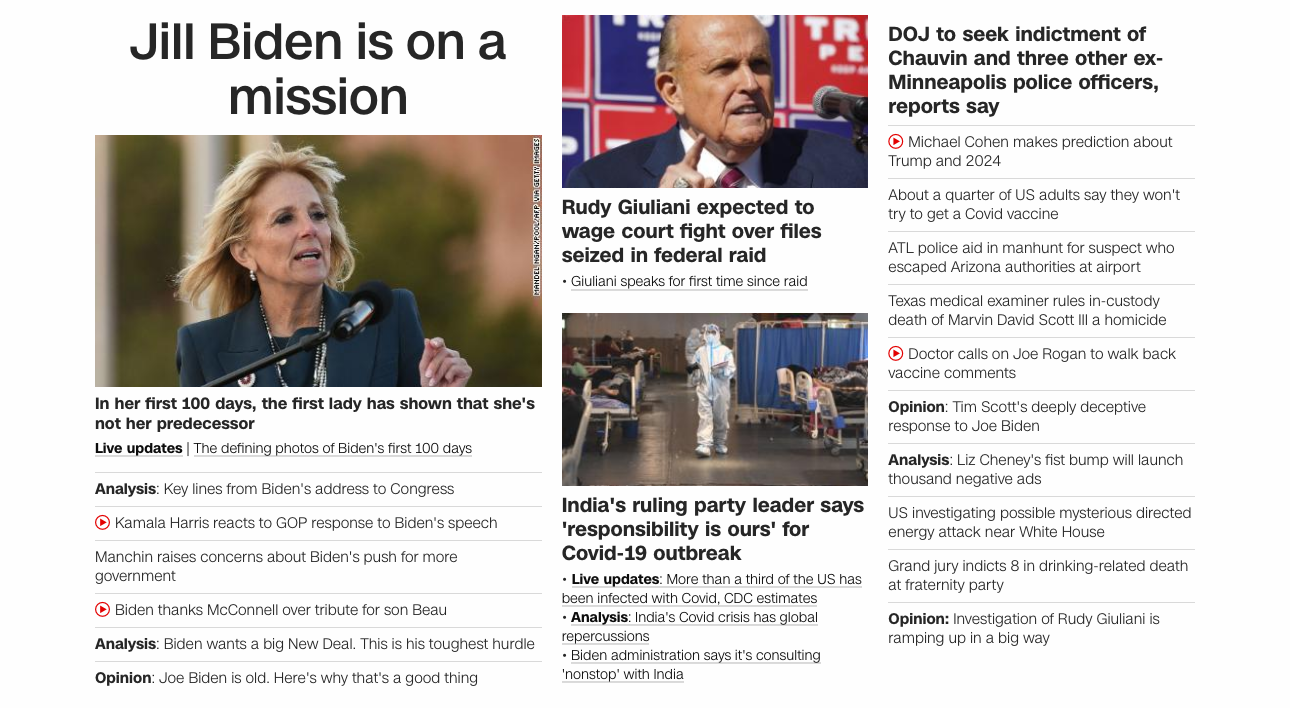 Jill Biden is on a
mission
MANDEL NGAN/POOL/AFP VIA GETTY IMAGES
In her first 100 days, the first lady has shown that she's
not her predecessor
Live updates | The defining photos of Biden's first 100 days
Analysis: Key lines from Biden's address to Congress
Kamala Harris reacts to GOP response to Biden's speech
Manchin raises concerns about Biden's push for more
government
Biden thanks McConnell over tribute for son Beau
Analysis: Biden wants a big New Deal. This is his toughest hurdle
Opinion: Joe Biden is old. Here's why that's a good thing
TRU
PE
2
Rudy Giuliani expected to
wage court fight over files
seized in federal raid
• Giuliani speaks for first time since raid
India's ruling party leader says
'responsibility is ours' for
Covid-19 outbreak
• Live updates: More than a third of the US has
been infected with Covid, CDC estimates
• Analysis: India's Covid crisis has global
repercussions
• Biden administration says it's consulting
'nonstop' with India
DOJ to seek indictment of
Chauvin and three other ex-
Minneapolis police officers,
reports say
Michael Cohen makes prediction about
Trump and 2024
About a quarter of US adults say they won't
try to get a Covid vaccine
ATL police aid in manhunt for suspect who
escaped Arizona authorities at airport
Texas medical examiner rules in-custody
death of Marvin David Scott III a homicide
Doctor calls on Joe Rogan to walk back
vaccine comments
Opinion: Tim Scott's deeply deceptive
response to Joe Biden
Analysis: Liz Cheney's fist bump will launch
thousand negative ads
US investigating possible mysterious directed
energy attack near White House
Grand jury indicts 8 in drinking-related death
at fraternity party
Opinion: Investigation of Rudy Giuliani is
ramping up in a big way